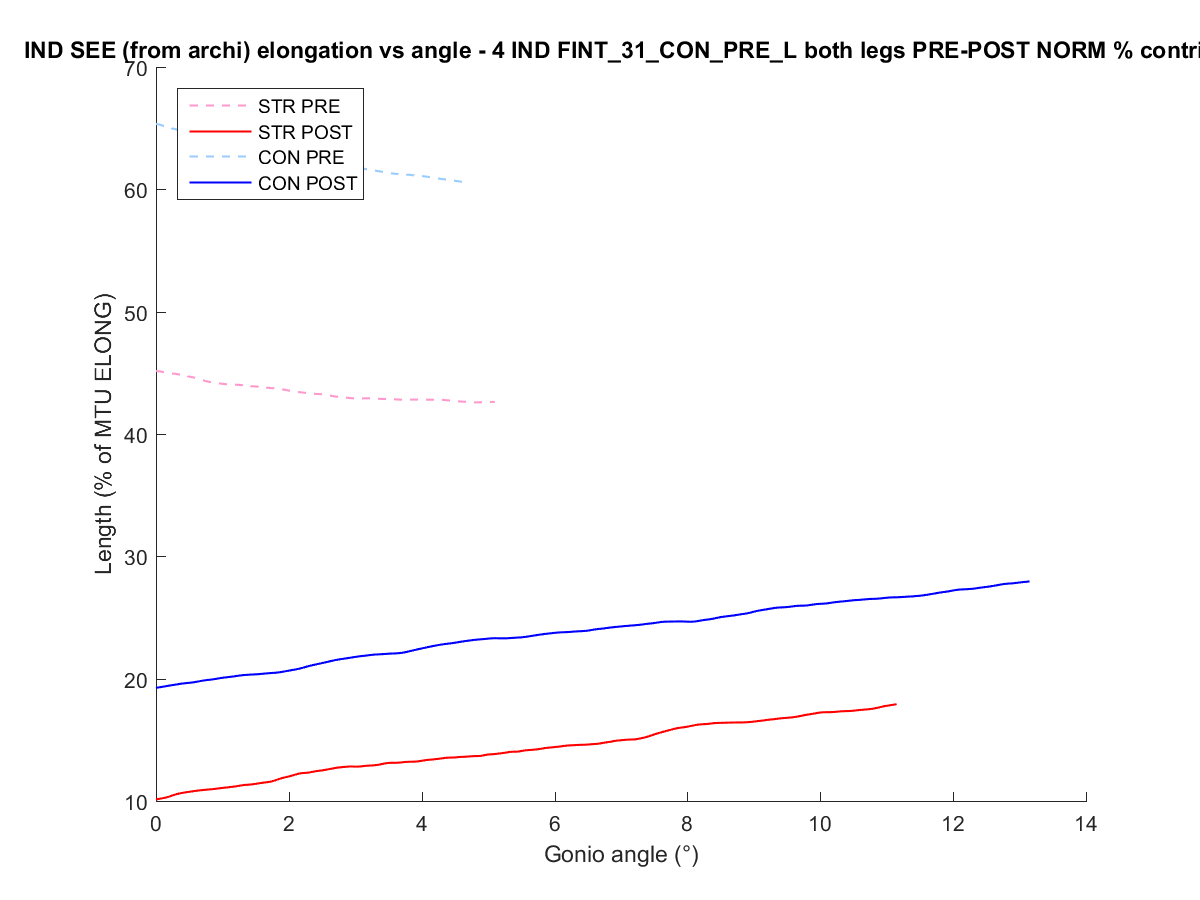 IND SEE (from archi) elongation vs angle - 4 IND FINT_31_CON_PRE_L both legs PRE-POST NORM % contri
70
STR PRE
STR POST
CON PRE
CON POST
60
50
40
30
20
10
Length (% of MTU ELONG)
0 2 4 6 8 10 12 14
Gonio angle (°)